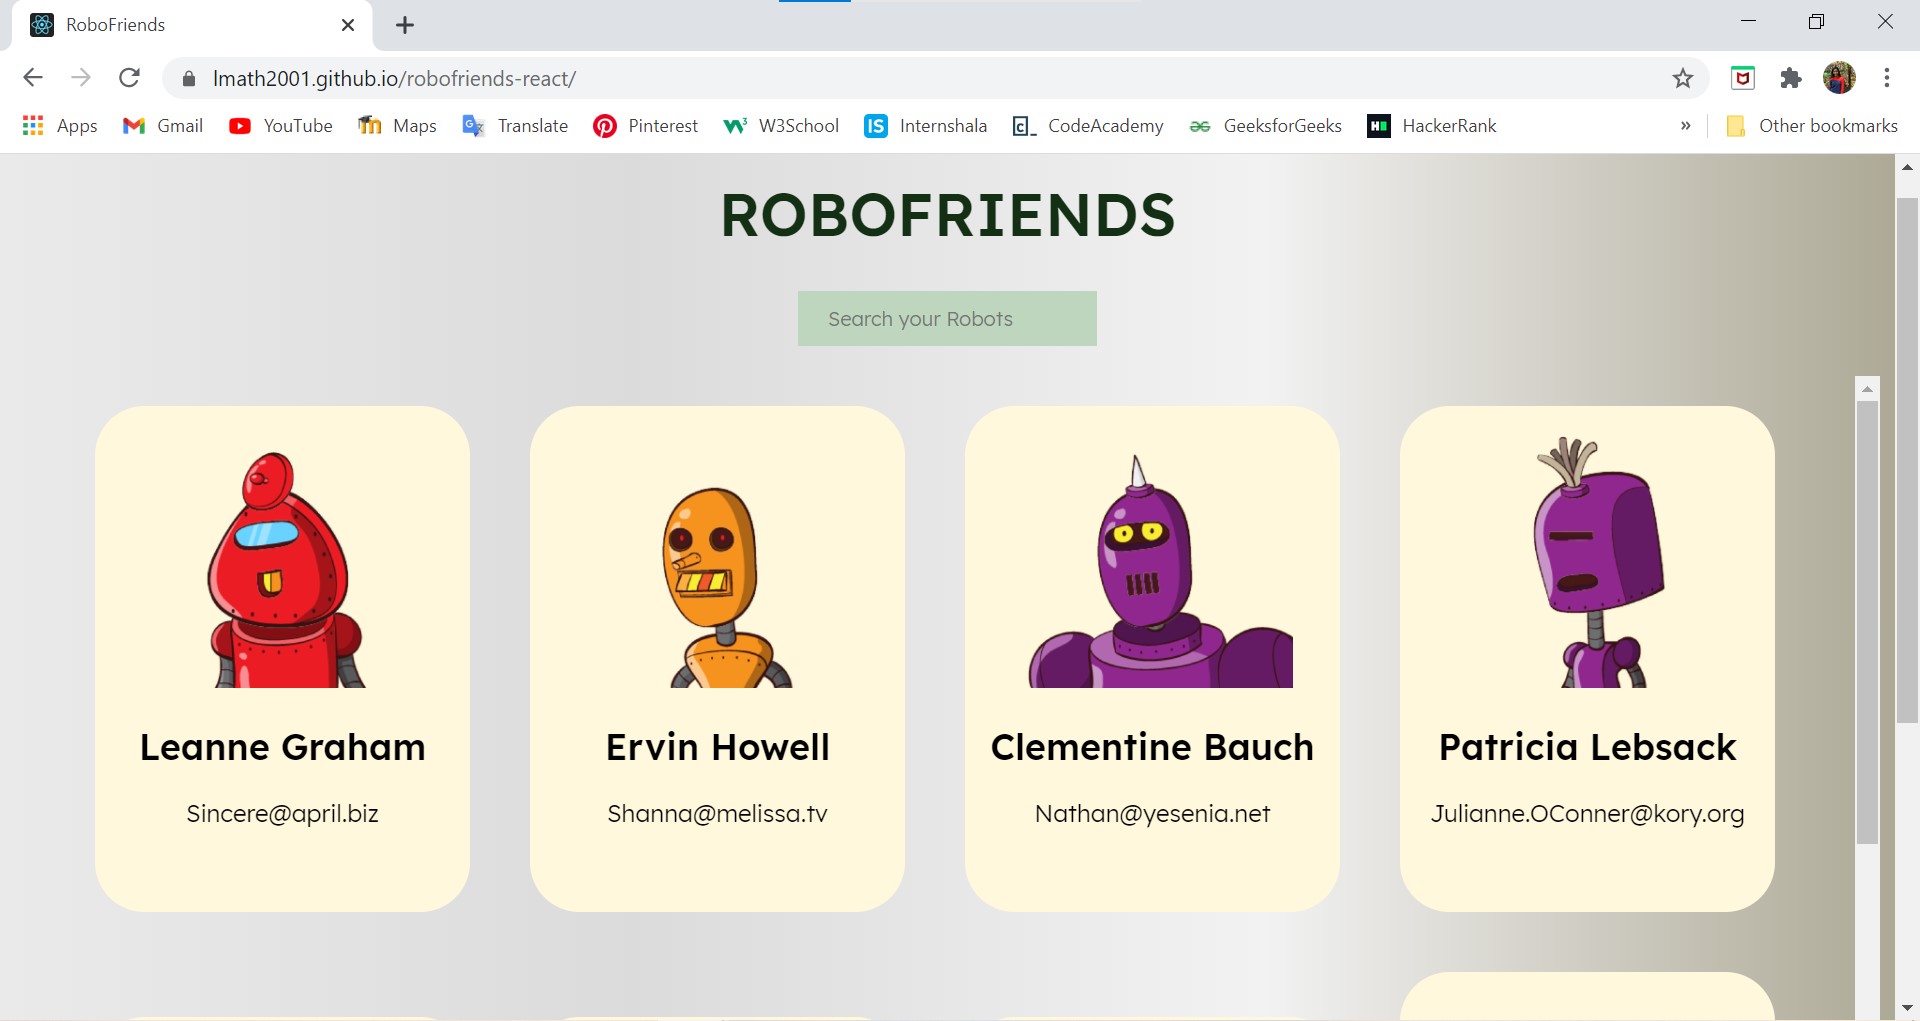 RoboFriends
lmath2001.github.io/robofriends-react/
Apps Gmail YouTube Maps Translate Pinterest W3School Internshala CodeAcademy GeeksforGeeks HackerRank » Other bookmarks
ROBOFRIENDS
Search your Robots
Leanne Graham
Sincere@april.biz
Ervin Howell
Shanna@melissa.tv
Clementine Bauch
Nathan@yesenia.net
Patricia Lebsack
Julianne.OConner@kory.org